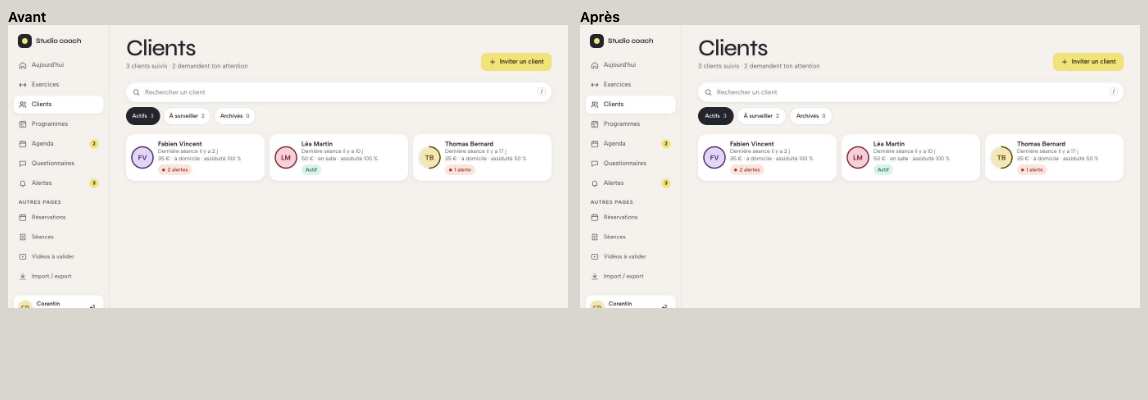 Avant
Studio coach
Aujourd'hui
Exercices
Clients
Programmes
Agenda 2
Questionnaires
Alertes 3
AUTRES PAGES
Réservations
Séances
Vidéos à valider
Import / export
Corentin
Clients
3 clients suivis · 2 demandent ton attention
+ Inviter un client
Rechercher un client /
Actifs 3
À surveiller 2
Archivés 0
FV
Fabien Vincent
Dernière séance il y a 2 j
35 € · à domicile · assiduité 100 %
2 alertes
LM
Léa Martin
Dernière séance il y a 10 j
50 € · en salle · assiduité 100 %
Actif
TB
Thomas Bernard
Dernière séance il y a 17 j
35 € · à domicile · assiduité 50 %
1 alerte
Après
Studio coach
Aujourd'hui
Exercices
Clients
Programmes
Agenda 2
Questionnaires
Alertes 3
AUTRES PAGES
Réservations
Séances
Vidéos à valider
Import / export
Corentin
Clients
3 clients suivis · 2 demandent ton attention
+ Inviter un client
Rechercher un client /
Actifs 3
À surveiller 2
Archivés 0
FV
Fabien Vincent
Dernière séance il y a 2 j
35 € · à domicile · assiduité 100 %
2 alertes
LM
Léa Martin
Dernière séance il y a 10 j
50 € · en salle · assiduité 100 %
Actif
TB
Thomas Bernard
Dernière séance il y a 17 j
35 € · à domicile · assiduité 50 %
1 alerte